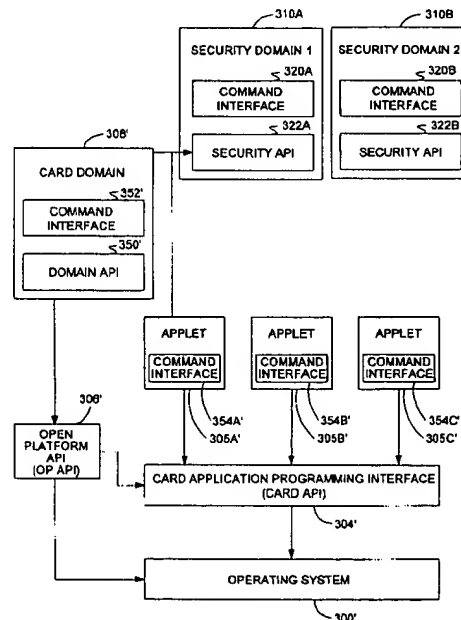 310A
310B
SECURITY DOMAIN 1
SECURITY DOMAIN 2
320A
320B
COMMAND
INTERFACE
COMMAND
INTERFACE
322A
322B
SECURITY API
SECURITY API
308'
CARD DOMAIN
352'
COMMAND
INTERFACE
350'
DOMAIN API
APPLET
APPLET
APPLET
COMMAND
INTERFACE
COMMAND
INTERFACE
COMMAND
INTERFACE
354A'
354B'
354C'
305A'
305B'
305C'
306'
OPEN
PLATFORM
API
(OP API)
CARD APPLICATION PROGRAMMING INTERFACE
(CARD API)
304'
OPERATING SYSTEM
300'